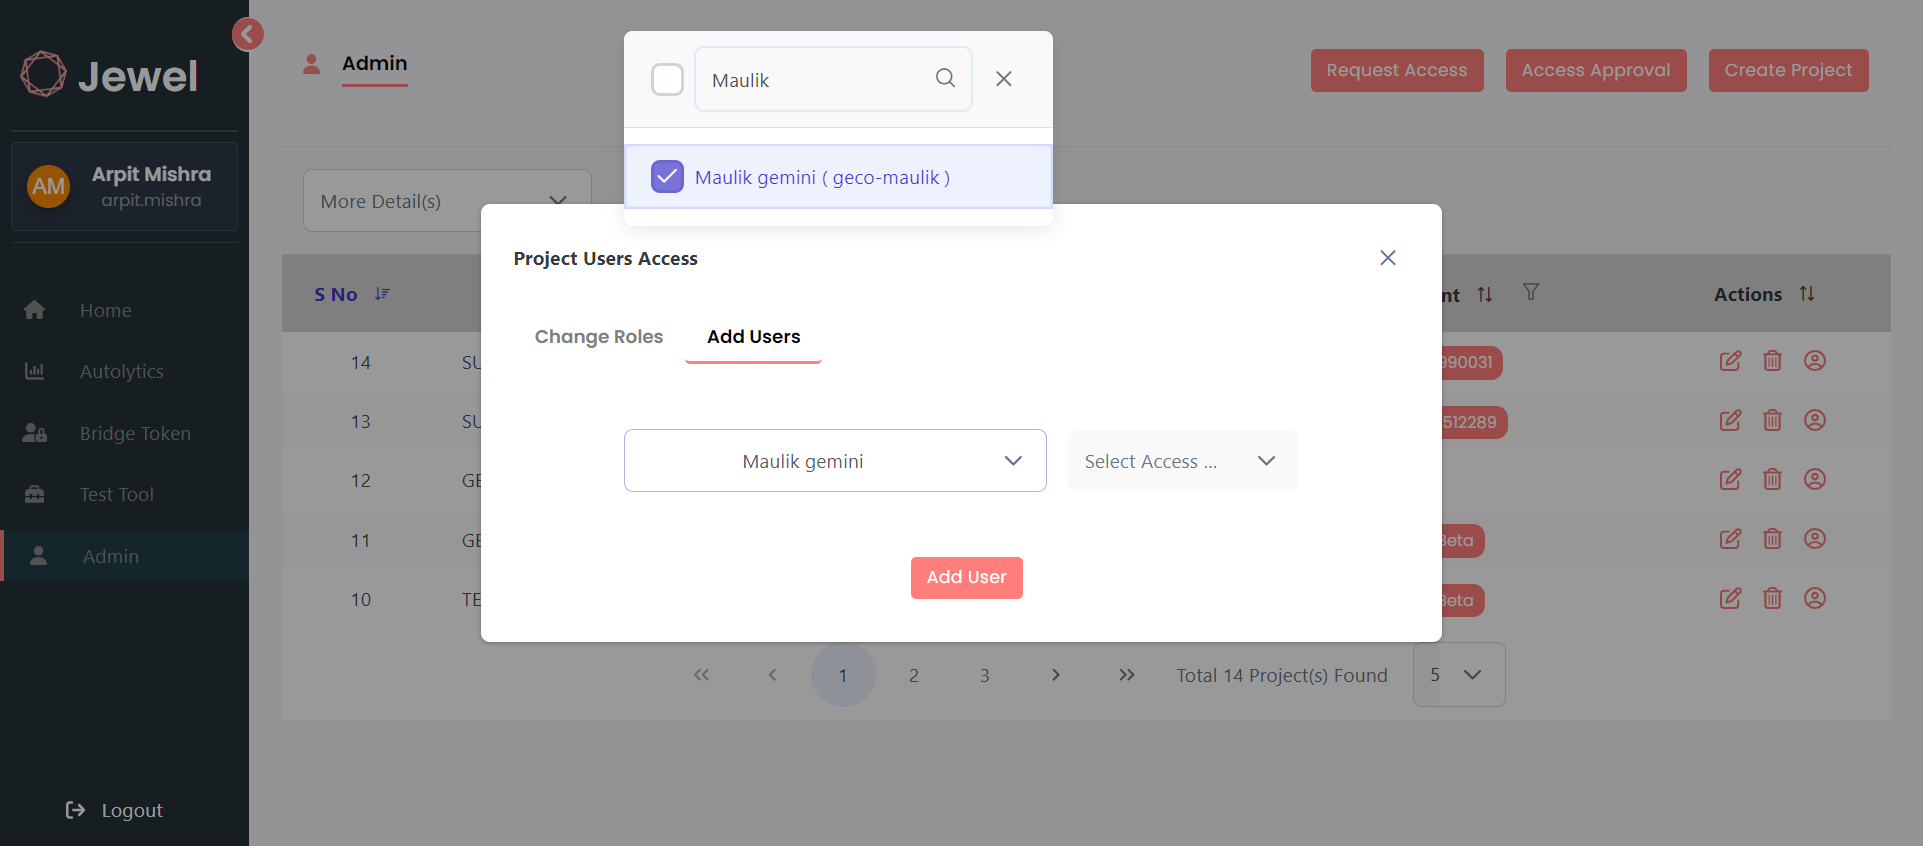 Jewel
AM
Arpit Mishra
arpit.mishra
Home
Autolytics
Bridge Token
Test Tool
Admin
Logout
Admin
Request Access
Access Approval
Create Project
Maulik
Maulik gemini ( geco-maulik )
More Detail(s)
Project Users Access
Change Roles
Add Users
Maulik gemini
Select Access ...
Add User
S No
nt
Actions
14
SU
990031
13
SU
512289
12
GE
11
GE
Beta
10
TE
Beta
1
2
3
Total 14 Project(s) Found
5